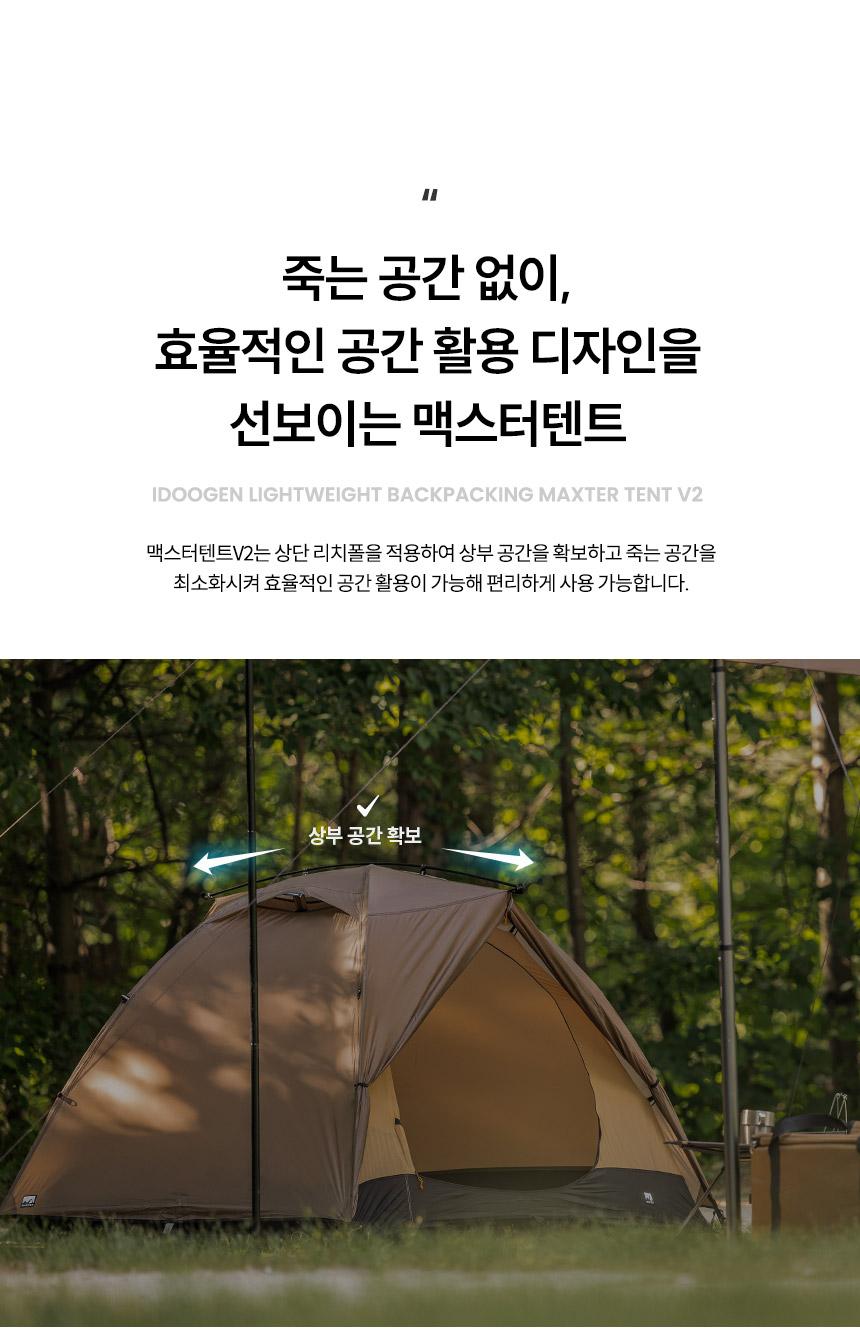 “
죽는 공간 없이,
효율적인 공간 활용 디자인을
선보이는 맥스터텐트
IDOOGEN LIGHTWEIGHT BACKPACKING MAXTER TENT V2
맥스터텐트V2는 상단 리치폴을 적용하여 상부 공간을 확보하고 죽는 공간을
최소화시켜 효율적인 공간 활용이 가능해 편리하게 사용 가능합니다.
상부 공간 확보